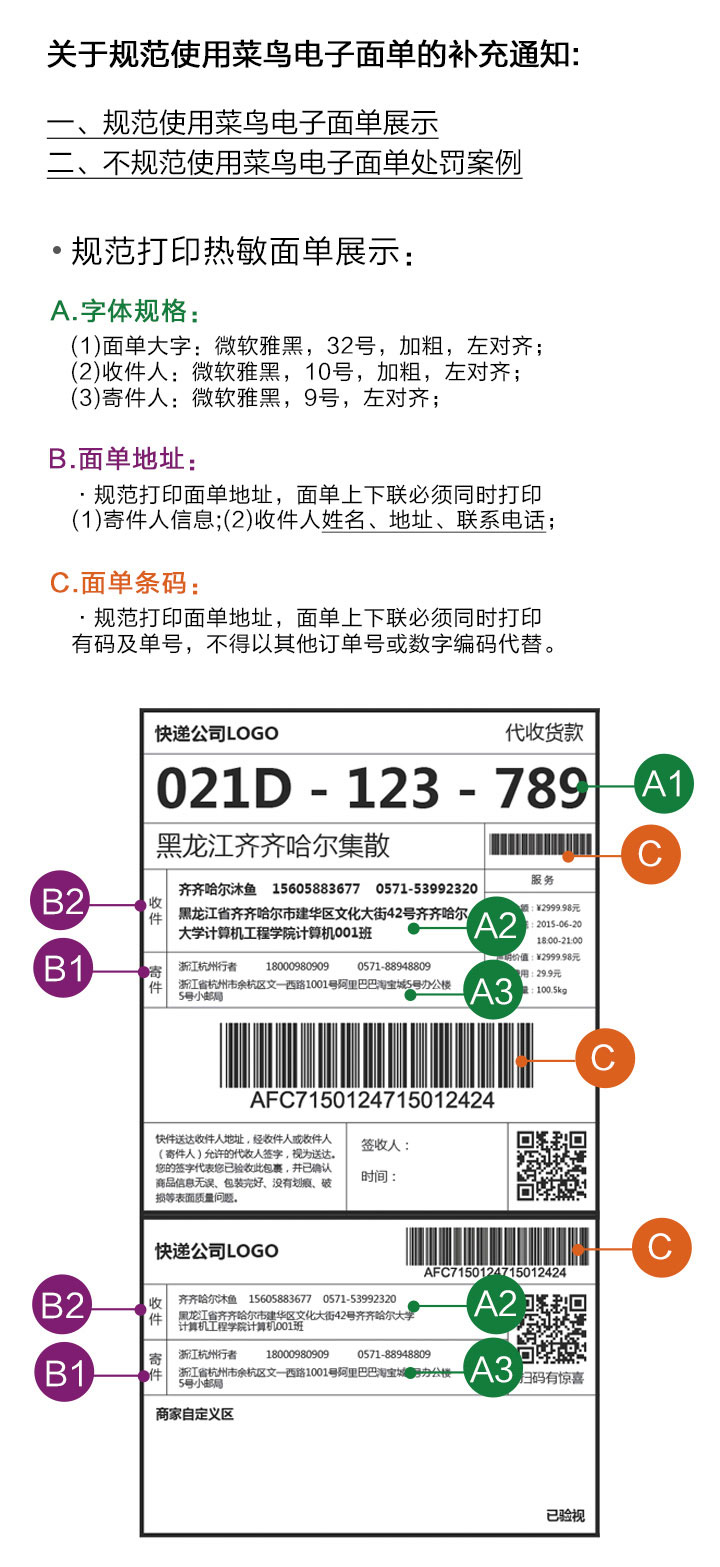 关于规范使用菜鸟电子面单的补充通知:
一、规范使用菜鸟电子面单展示
二、不规范使用菜鸟电子面单处罚案例
·规范打印热敏面单展示：
A.字体规格：
(1)面单大字：微软雅黑，32号，加粗，左对齐；
(2)收件人：微软雅黑，10号，加粗，左对齐；
(3)寄件人：微软雅黑，9号，左对齐；
B.面单地址：
·规范打印面单地址，面单上下联必须同时打印
(1)寄件人信息;(2)收件人姓名、地址、联系电话；
C.面单条码：
·规范打印面单地址，面单上下联必须同时打印
有码及单号，不得以其他订单号或数字编码代替。
快递公司LOGO 代收货款
021D - 123 - 789 A1
黑龙江齐齐哈尔集散 C
服务
B2 收件 齐齐哈尔沐鱼 15605883677 0571-53992320
黑龙江省齐齐哈尔市建华区文化大街42号齐齐哈尔
大学计算机工程学院计算机001班 A2
：¥2999.98元
：2015-06-20
18:00-21:00
明价值：¥2999.98元
用：29.9元
量：100.5kg
B1 寄件 浙江杭州行者 18000980909 0571-88948809
浙江省杭州市余杭区文一西路1001号阿里巴巴淘宝城5号办公楼
5号小邮局 A3
C
AFC7150124715012424
快件送达收件人地址，经收件人或收件人
（寄件人）允许的代收人签字，视为送达。
您的签字代表您已验收此包裹，并已确认
商品信息无误、包装完好、没有划痕、破
损等表面质量问题。
签收人：
时间：
快递公司LOGO C
AFC7150124715012424
B2 收件 齐齐哈尔沐鱼 15605883677 0571-53992320
黑龙江省齐齐哈尔市建华区文化大街42号齐齐哈尔大学
计算机工程学院计算机001班 A2
B1 寄件 浙江杭州行者 18000980909 0571-88948809
浙江省杭州市余杭区文一西路1001号阿里巴巴淘宝城号办公楼
5号小邮局 A3
扫码有惊喜
商家自定义区
已验视